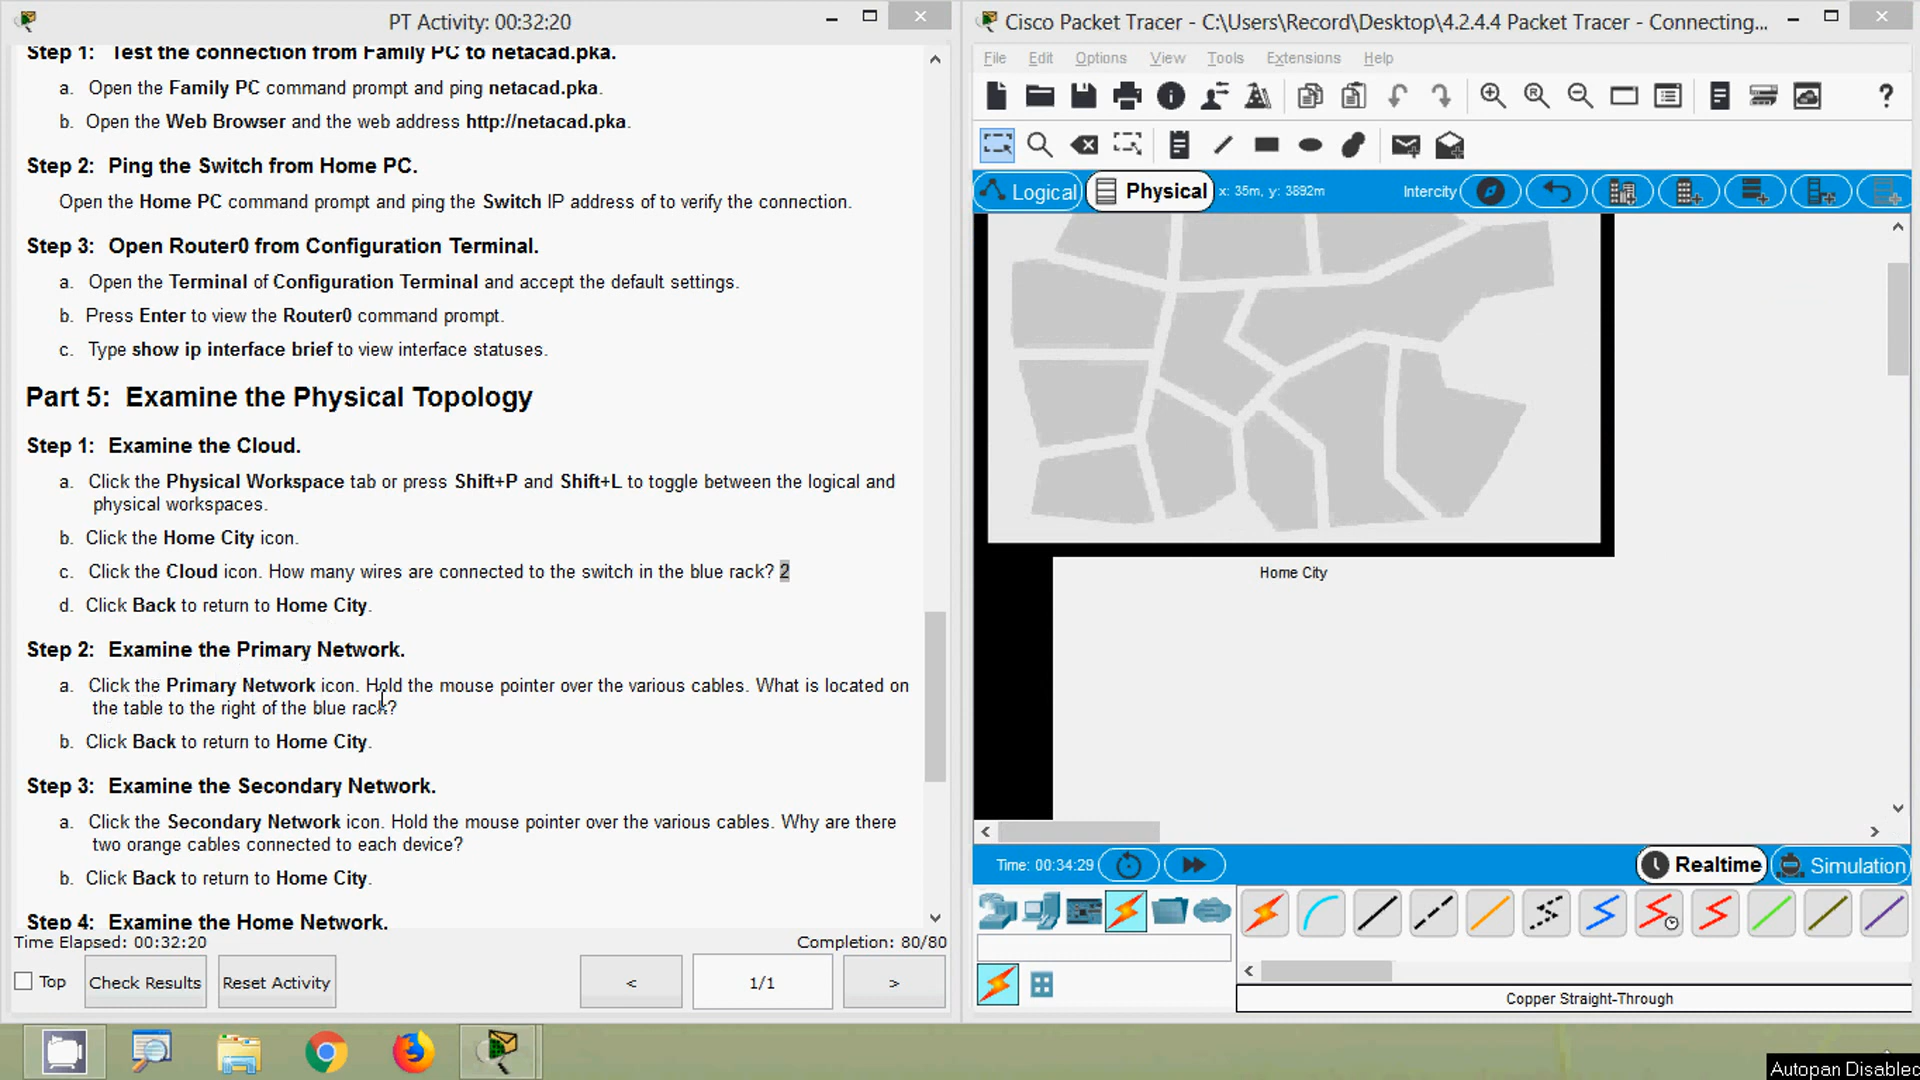 PT Activity: 00:32:20
Step 1: Test the connection from Family PC to netacad.pka.
a. Open the Family PC command prompt and ping netacad.pka.
b. Open the Web Browser and the web address http://netacad.pka.
Step 2: Ping the Switch from Home PC.
Open the Home PC command prompt and ping the Switch IP address of to verify the connection.
Step 3: Open Router0 from Configuration Terminal.
a. Open the Terminal of Configuration Terminal and accept the default settings.
b. Press Enter to view the Router0 command prompt.
c. Type show ip interface brief to view interface statuses.
Part 5: Examine the Physical Topology
Step 1: Examine the Cloud.
a. Click the Physical Workspace tab or press Shift+P and Shift+L to toggle between the logical and
physical workspaces.
b. Click the Home City icon.
c. Click the Cloud icon. How many wires are connected to the switch in the blue rack? 2
d. Click Back to return to Home City.
Step 2: Examine the Primary Network.
a. Click the Primary Network icon. Hold the mouse pointer over the various cables. What is located on
the table to the right of the blue rack?
b. Click Back to return to Home City.
Step 3: Examine the Secondary Network.
a. Click the Secondary Network icon. Hold the mouse pointer over the various cables. Why are there
two orange cables connected to each device?
b. Click Back to return to Home City.
Step 4: Examine the Home Network.
Time Elapsed: 00:32:20
Completion: 80/80
Top
Check Results
Reset Activity
<
1/1
>
Cisco Packet Tracer - C:\Users\Record\Desktop\4.2.4.4 Packet Tracer - Connecting...
File Edit Options View Tools Extensions Help
?
Logical
Physical
x: 35m, y: 3892m
Intercity
Home City
Time: 00:34:29
Realtime
Simulation
Copper Straight-Through
Autopan Disabled